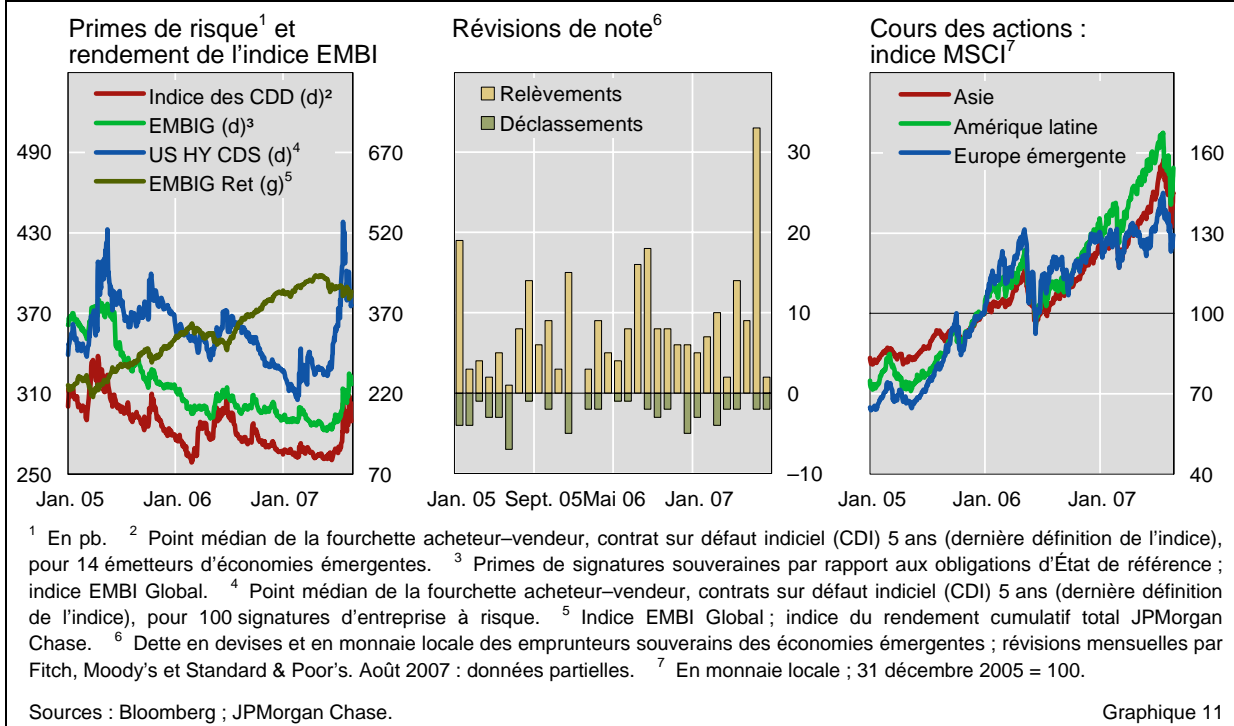 Primes de risque¹ et
rendement de l’indice EMBI
Indice des CDD (d)²
EMBIG (d)³
US HY CDS (d)⁴
EMBIG Ret (g)⁵
490
430
370
310
250
670
520
370
220
70
Jan. 05
Jan. 06
Jan. 07
Révisions de note⁶
Relèvements
Déclassements
30
20
10
0
–10
Jan. 05
Sept. 05
Mai 06
Jan. 07
Cours des actions :
indice MSCI⁷
Asie
Amérique latine
Europe émergente
160
130
100
70
40
Jan. 05
Jan. 06
Jan. 07
¹ En pb. ² Point médian de la fourchette acheteur–vendeur, contrat sur défaut indiciel (CDI) 5 ans (dernière définition de l’indice),
pour 14 émetteurs d’économies émergentes. ³ Primes de signatures souveraines par rapport aux obligations d’État de référence ;
indice EMBI Global. ⁴ Point médian de la fourchette acheteur–vendeur, contrats sur défaut indiciel (CDI) 5 ans (dernière définition
de l’indice), pour 100 signatures d’entreprise à risque. ⁵ Indice EMBI Global ; indice du rendement cumulatif total JPMorgan
Chase. ⁶ Dette en devises et en monnaie locale des emprunteurs souverains des économies émergentes ; révisions mensuelles par
Fitch, Moody’s et Standard & Poor’s. Août 2007 : données partielles. ⁷ En monnaie locale ; 31 décembre 2005 = 100.
Sources : Bloomberg ; JPMorgan Chase.
Graphique 11